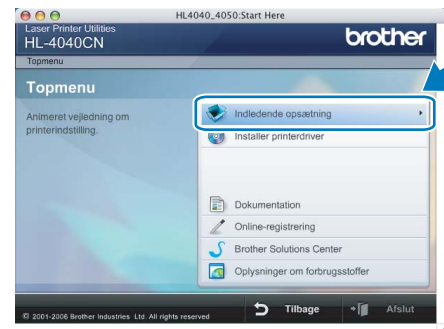 HL4040_4050:Start Here
Laser Printer Utilities
HL-4040CN
brother
Topmenu
Topmenu
Animeret vejledning om
printerindstilling.
Indledende opsætning
Installer printerdriver
Dokumentation
Online-registrering
Brother Solutions Center
Oplysninger om forbrugsstoffer
© 2001-2006 Brother Industries Ltd. All rights reserved
Tilbage
Afslut